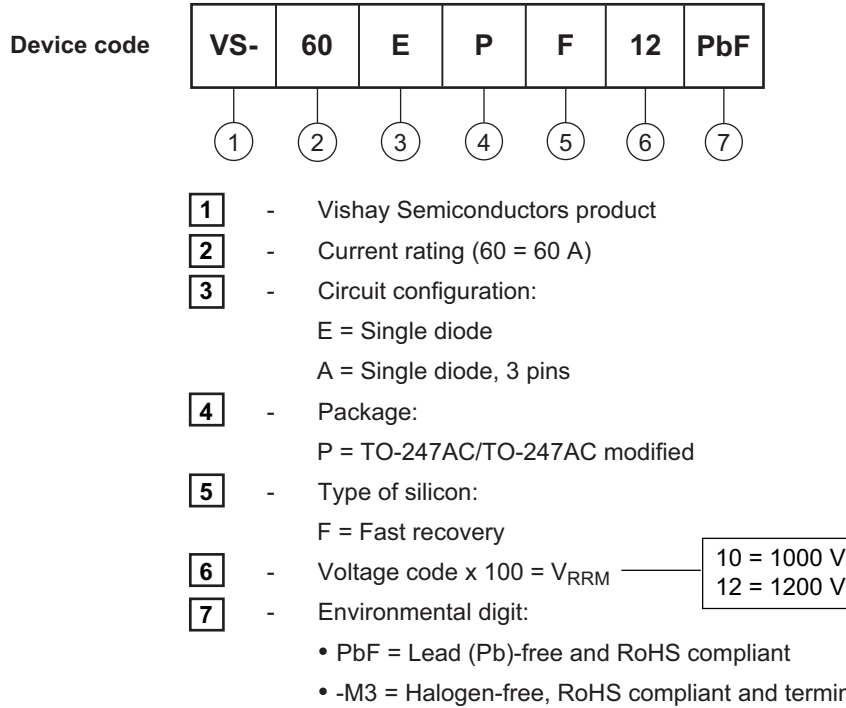 Device code VS- 60 E P F 12 PbF
1 2 3 4 5 6 7
1 - Vishay Semiconductors product
2 - Current rating (60 = 60 A)
3 - Circuit configuration:
E = Single diode
A = Single diode, 3 pins
4 - Package:
P = TO-247AC/TO-247AC modified
5 - Type of silicon:
F = Fast recovery
6 - Voltage code x 100 = VRRM
10 = 1000 V
12 = 1200 V
7 - Environmental digit:
• PbF = Lead (Pb)-free and RoHS compliant
• -M3 = Halogen-free, RoHS compliant and